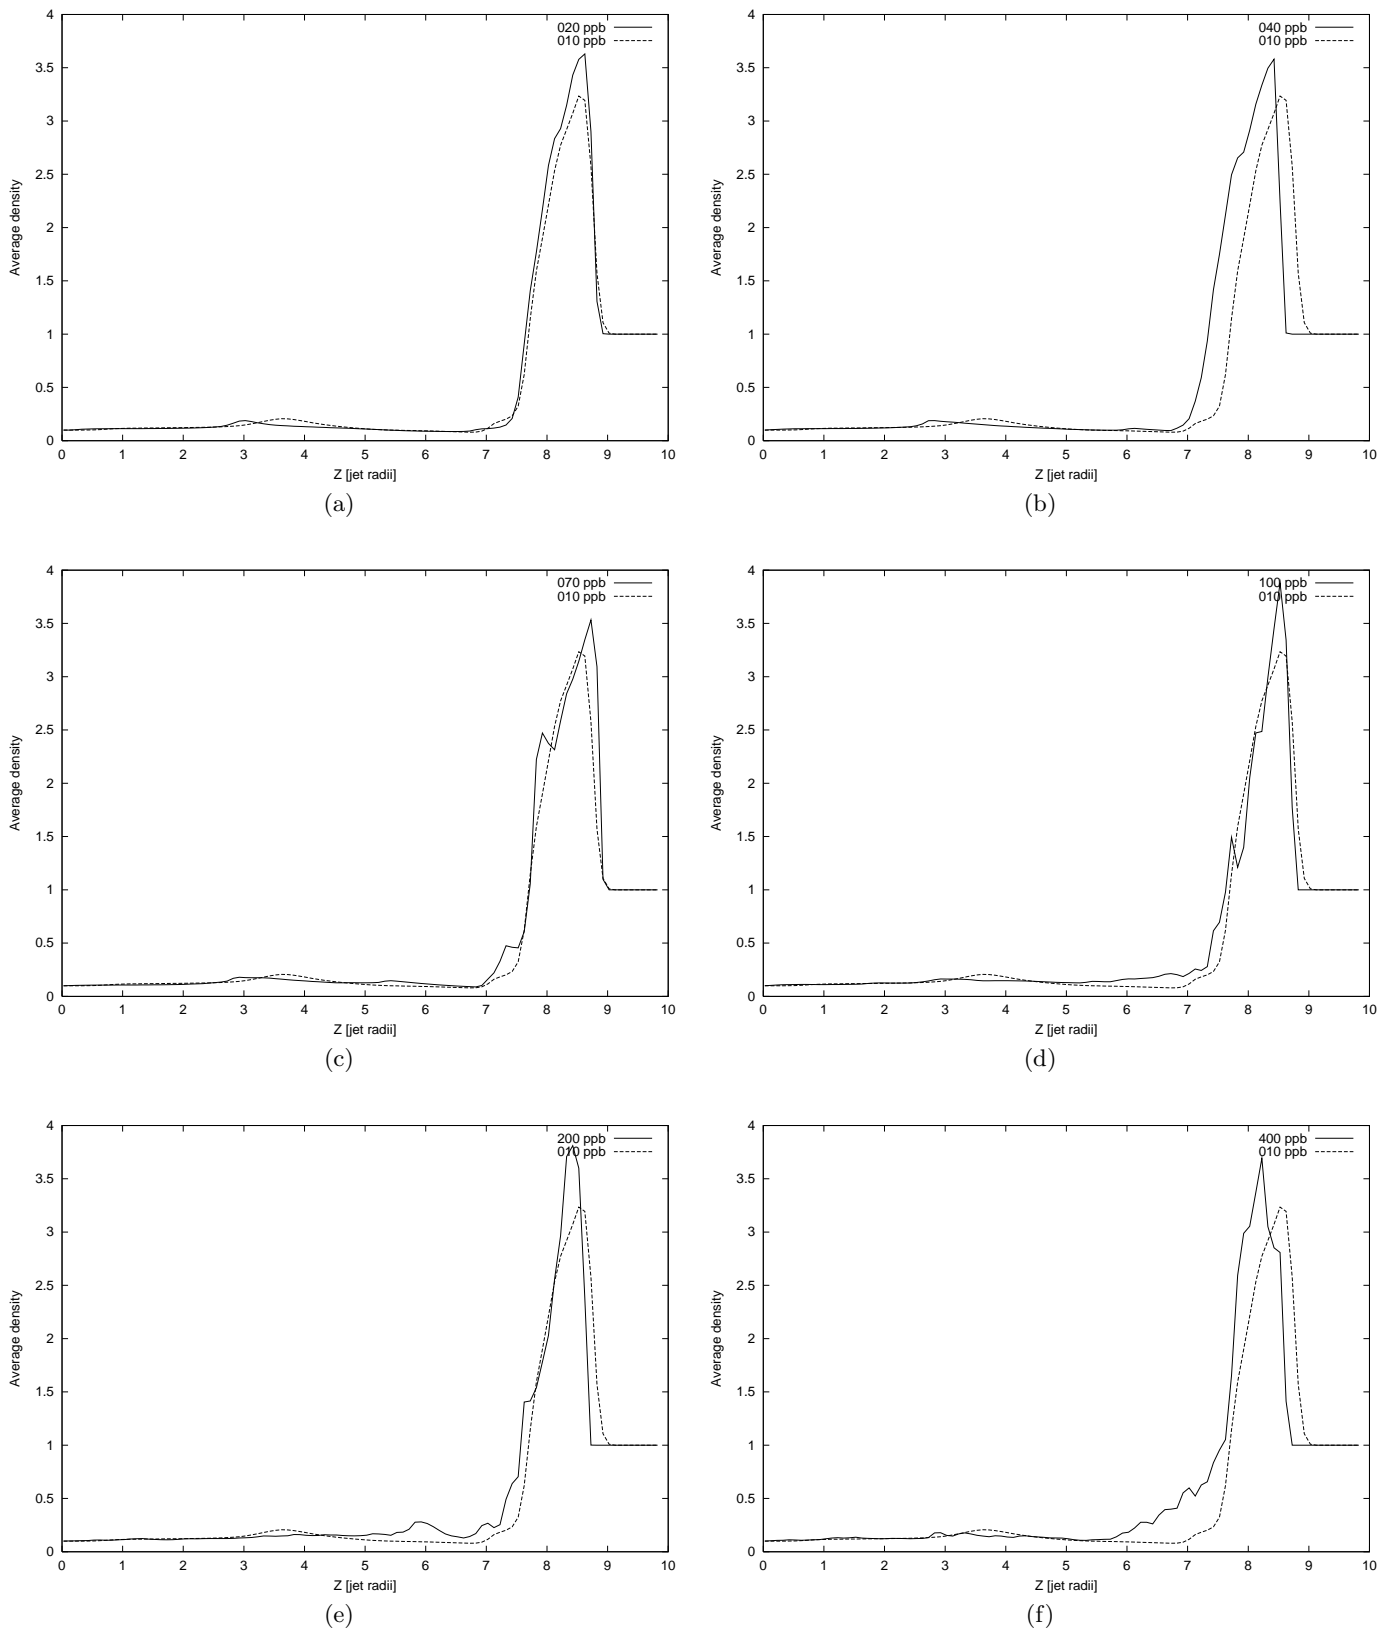 4
3.5
3
2.5
2
1.5
1
0.5
0
Average density
020 ppb
010 ppb
0 1 2 3 4 5 6 7 8 9 10
Z [jet radii]
(a)
4
3.5
3
2.5
2
1.5
1
0.5
0
Average density
040 ppb
010 ppb
0 1 2 3 4 5 6 7 8 9 10
Z [jet radii]
(b)
4
3.5
3
2.5
2
1.5
1
0.5
0
Average density
070 ppb
010 ppb
0 1 2 3 4 5 6 7 8 9 10
Z [jet radii]
(c)
4
3.5
3
2.5
2
1.5
1
0.5
0
Average density
100 ppb
010 ppb
0 1 2 3 4 5 6 7 8 9 10
Z [jet radii]
(d)
4
3.5
3
2.5
2
1.5
1
0.5
0
Average density
200 ppb
010 ppb
0 1 2 3 4 5 6 7 8 9 10
Z [jet radii]
(e)
4
3.5
3
2.5
2
1.5
1
0.5
0
Average density
400 ppb
010 ppb
0 1 2 3 4 5 6 7 8 9 10
Z [jet radii]
(f)